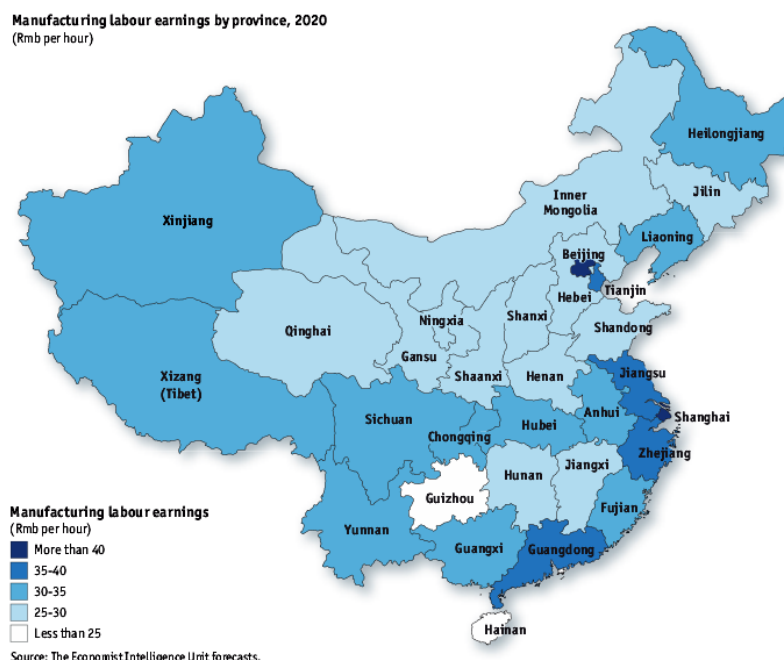 Manufacturing labour earnings by province, 2020
(Rmb per hour)
Heilongjiang
Jilin
Inner
Mongolia
Xinjiang
Liaoning
Beijing
Tianjin
Hebei
Ningxia
Shanxi
Shandong
Qinghai
Gansu
Shaanxi
Henan
Jiangsu
Xizang
(Tibet)
Sichuan
Anhui
Shanghai
Hubei
Chongqing
Zhejiang
Hunan
Jiangxi
Guizhou
Fujian
Yunnan
Guangxi
Guangdong
Hainan
Manufacturing labour earnings
(Rmb per hour)
More than 40
35-40
30-35
25-30
Less than 25
Source: The Economist Intelligence Unit forecasts.